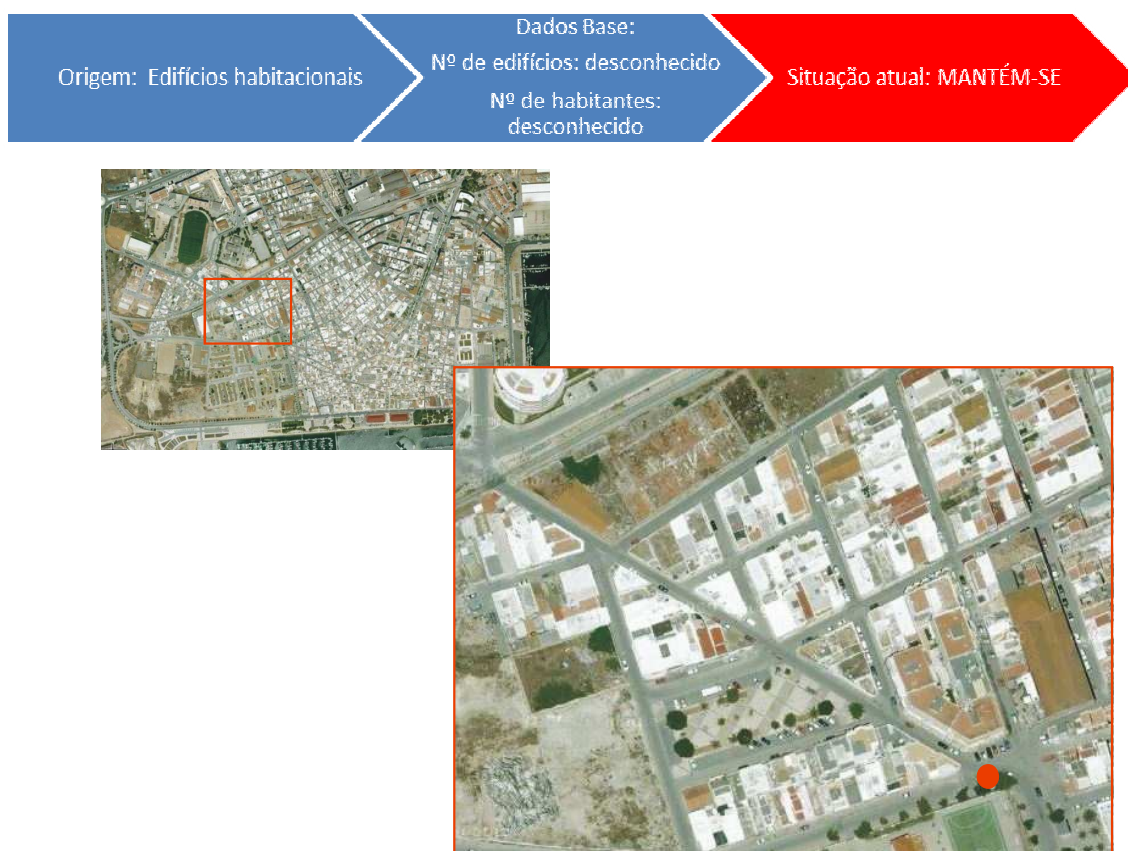 Origem: Edifícios habitacionais
Dados Base:
Nº de edifícios: desconhecido
Nº de habitantes:
desconhecido
Situação atual: MANTÉM-SE